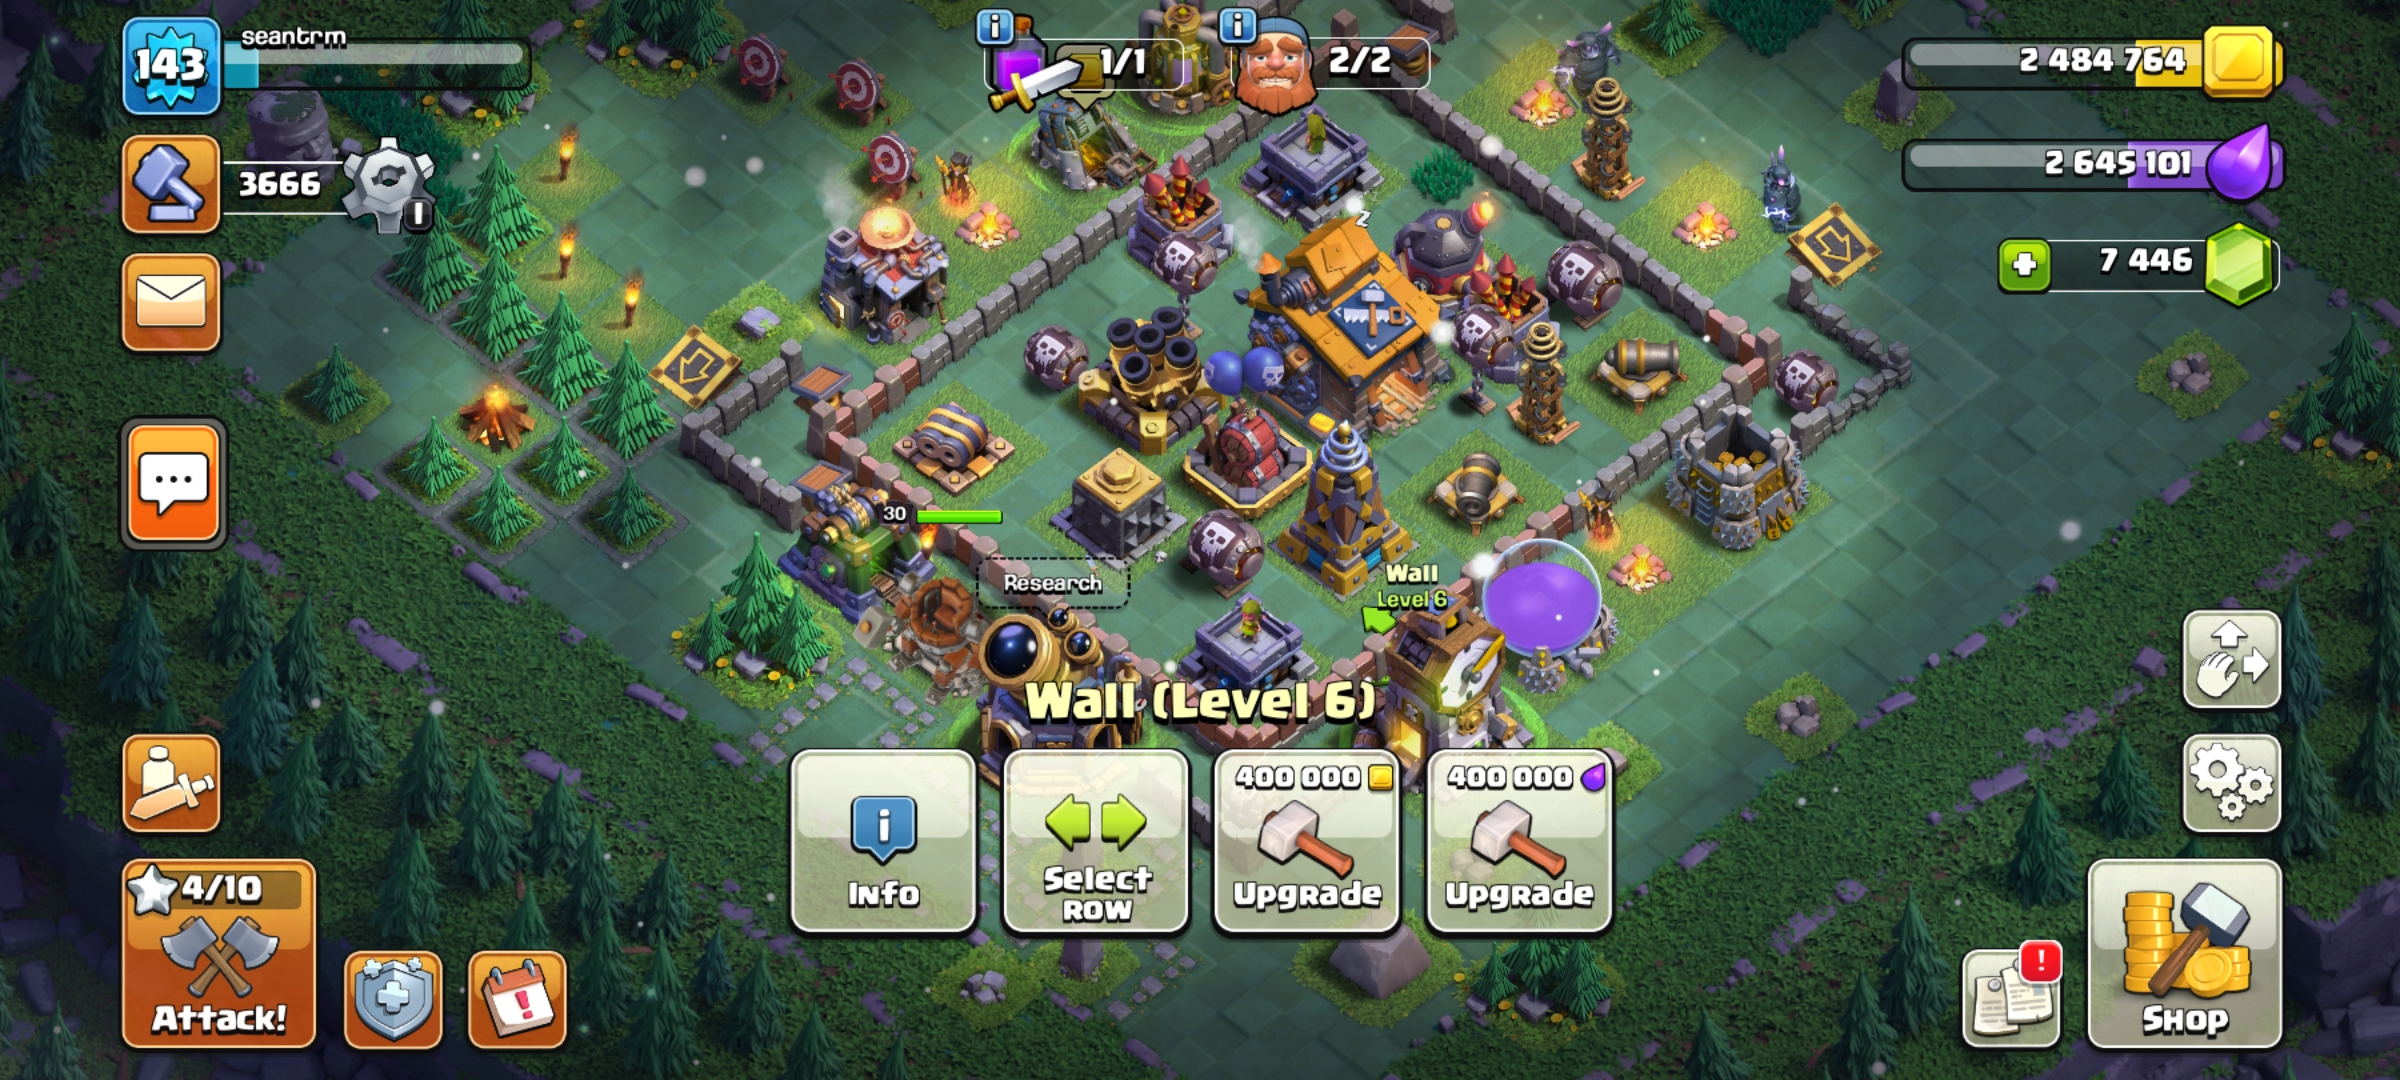 143
seantrm
1/1
2/2
2 484 764
3666
2 645 101
7 446
30
Research
Wall
Level 6
Wall (Level 6)
Info
Select
Row
400 000
Upgrade
400 000
Upgrade
4/10
Attack!
!
!
Shop